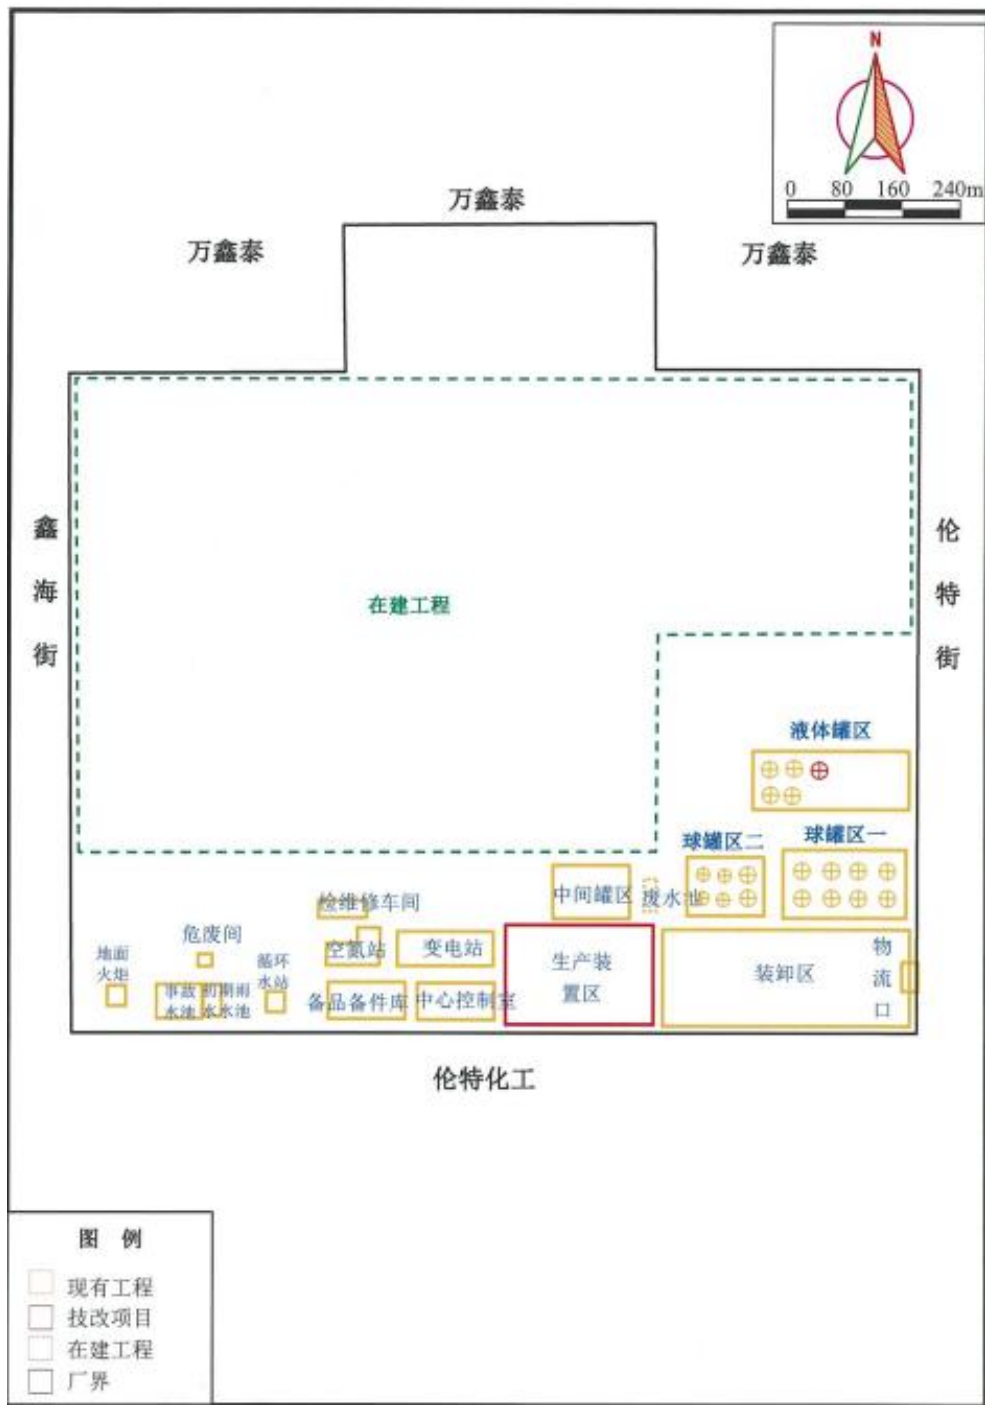 N
0 80 160 240m
万鑫泰
万鑫泰
万鑫泰
鑫海街
伦特街
在建工程
液体罐区
球罐区二
球罐区一
中间罐区
废水池
检维修车间
危废间
地面
火炬
循环
水站
空氮站
变电站
生产装
置区
装卸区
物流口
事故
水池
初期雨
水水池
备品备件库
中心控制室
伦特化工
图 例
现有工程
技改项目
在建工程
厂界